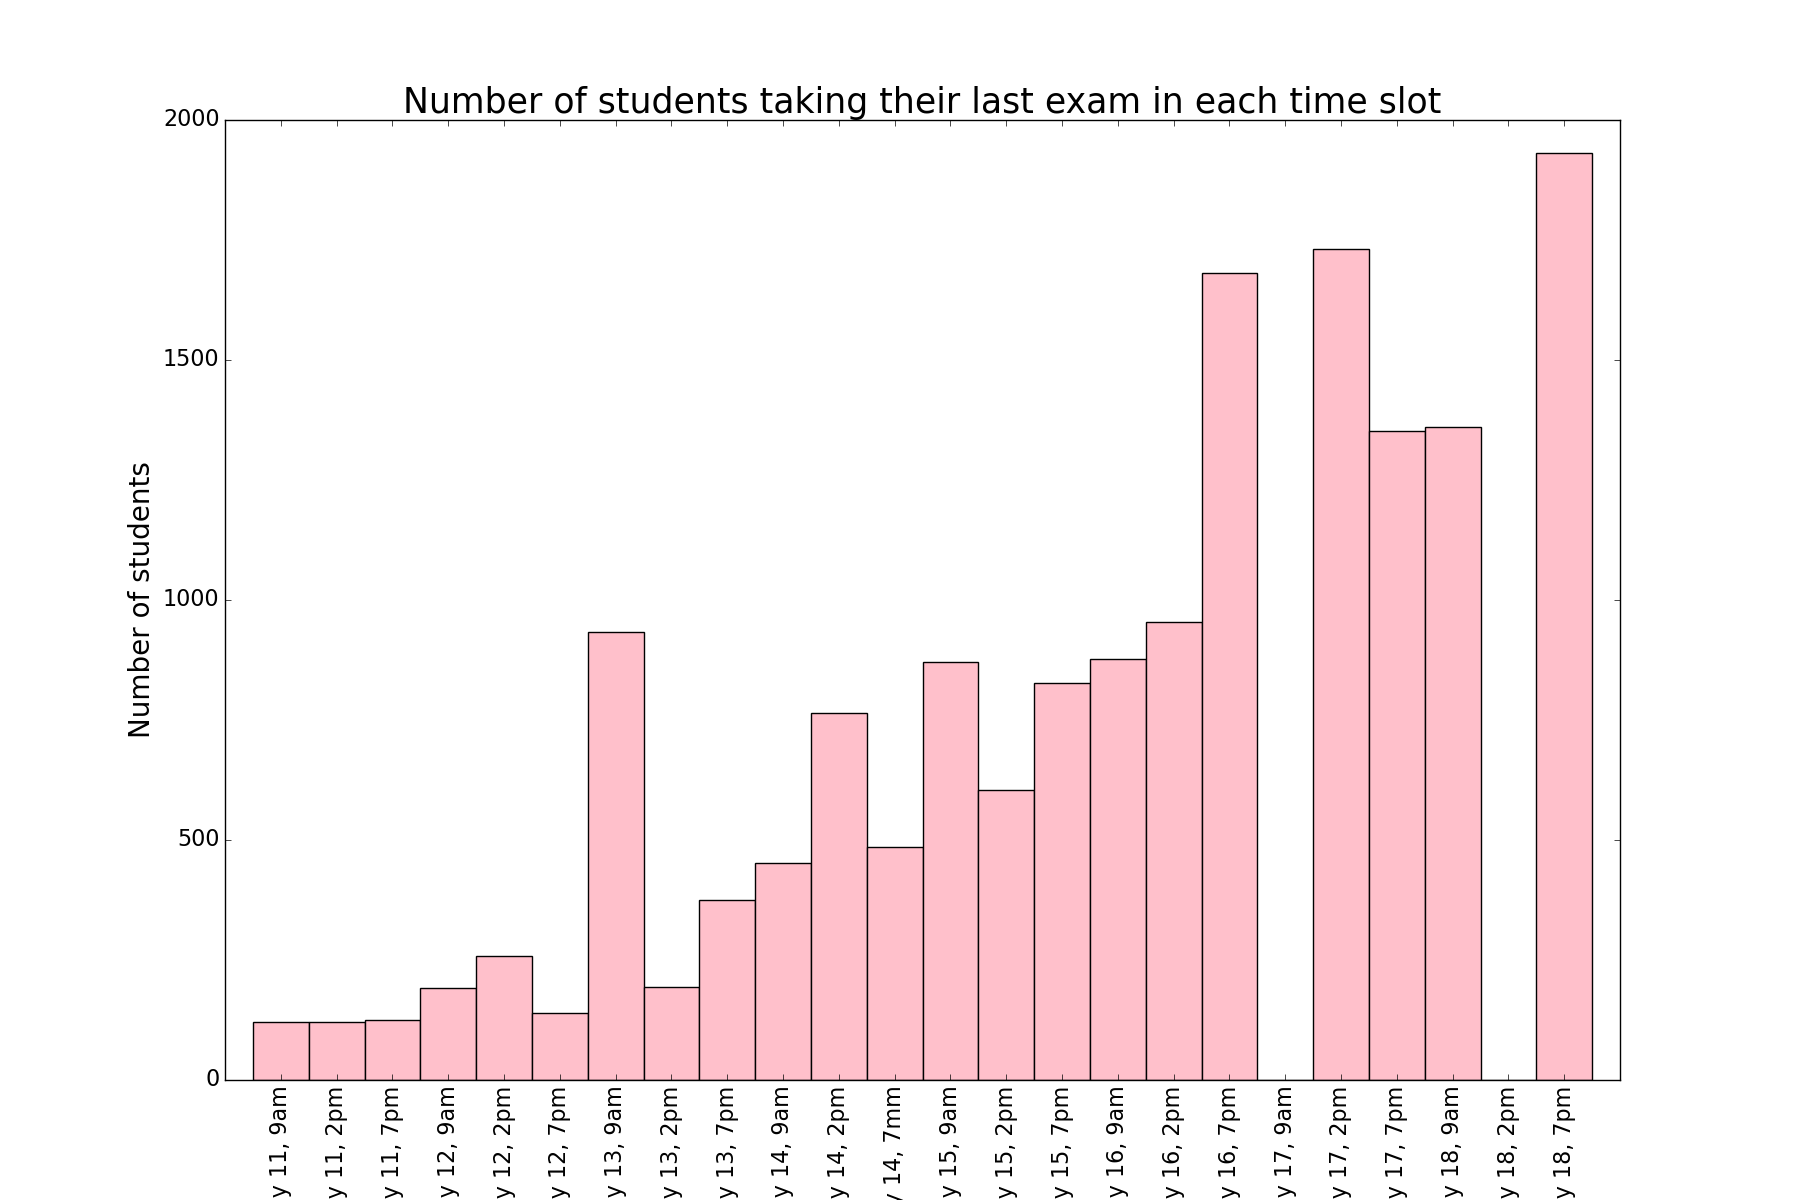 Number of students taking their last exam in each time slot
2000
1500
1000
500
0
Number of students
y 11, 9am
y 11, 2pm
y 11, 7pm
y 12, 9am
y 12, 2pm
y 12, 7pm
y 13, 9am
y 13, 2pm
y 13, 7pm
y 14, 9am
y 14, 2pm
y 14, 7mm
y 15, 9am
y 15, 2pm
y 15, 7pm
y 16, 9am
y 16, 2pm
y 16, 7pm
y 17, 9am
y 17, 2pm
y 17, 7pm
y 18, 9am
y 18, 2pm
y 18, 7pm